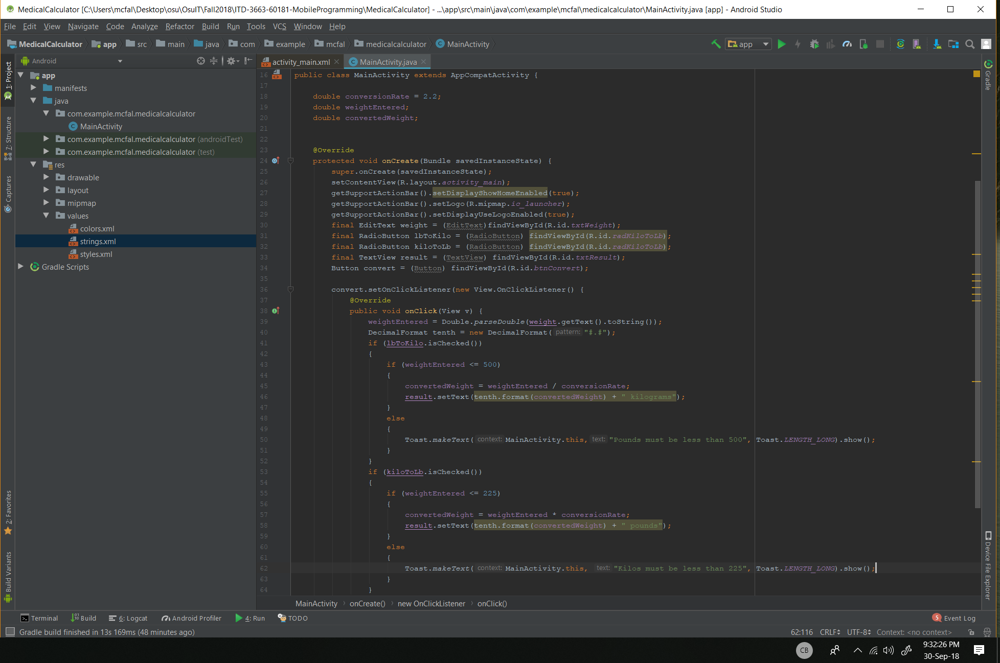 MedicalCalculator [C:\Users\mcfal\Desktop\osu\OsuIT\Fall2018\ITD-3663-60181-MobileProgramming\MedicalCalculator] - ...\app\src\main\java\com\example\mcfal\medicalcalculator\MainActivity.java [app] - Android Studio
File Edit View Navigate Code Analyze Refactor Build Run Tools VCS Window Help
MedicalCalculator app src main java com example mcfal medicalcalculator MainActivity app
Android
activity_main.xml MainActivity.java
1: Project
7: Structure
Captures
2: Favorites
Build Variants
app
manifests
java
com.example.mcfal.medicalcalculator
MainActivity
com.example.mcfal.medicalcalculator (androidTest)
com.example.mcfal.medicalcalculator (test)
res
drawable
layout
mipmap
values
colors.xml
strings.xml
styles.xml
Gradle Scripts
16 public class MainActivity extends AppCompatActivity {
17
18 double conversionRate = 2.2;
19 double weightEntered;
20 double convertedWeight;
21
22
23 @Override
24 protected void onCreate(Bundle savedInstanceState) {
25 super.onCreate(savedInstanceState);
26 setContentView(R.layout.activity_main);
27 getSupportActionBar().setDisplayShowHomeEnabled(true);
28 getSupportActionBar().setLogo(R.mipmap.ic_launcher);
29 getSupportActionBar().setDisplayUseLogoEnabled(true);
30 final EditText weight = (EditText)findViewById(R.id.txtWeight);
31 final RadioButton lbToKilo = (RadioButton) findViewById(R.id.radKiloToLb);
32 final RadioButton kiloToLb = (RadioButton) findViewById(R.id.radKiloToLb);
33 final TextView result = (TextView) findViewById(R.id.txtResult);
34 Button convert = (Button) findViewById(R.id.btnConvert);
35
36 convert.setOnClickListener(new View.OnClickListener() {
37 @Override
38 public void onClick(View v) {
39 weightEntered = Double.parseDouble(weight.getText().toString());
40 DecimalFormat tenth = new DecimalFormat( pattern: "#.#");
41 if (lbToKilo.isChecked())
42 {
43 if (weightEntered <= 500)
44 {
45 convertedWeight = weightEntered / conversionRate;
46 result.setText(tenth.format(convertedWeight) + " kilograms");
47 }
48 else
49 {
50 Toast.makeText( context: MainActivity.this, text: "Pounds must be less than 500", Toast.LENGTH_LONG).show();
51 }
52 }
53 if (kiloToLb.isChecked())
54 {
55 if (weightEntered <= 225)
56 {
57 convertedWeight = weightEntered * conversionRate;
58 result.setText(tenth.format(convertedWeight) + " pounds");
59 }
60 else
61 {
62 Toast.makeText( context: MainActivity.this, text: "Kilos must be less than 225", Toast.LENGTH_LONG).show();
63 }
64 }
Gradle
Device File Explorer
MainActivity › onCreate() › new OnClickListener › onClick()
Terminal Build 6: Logcat Android Profiler 4: Run TODO 5 Event Log
Gradle build finished in 13s 169ms (48 minutes ago) 62:116 CRLF UTF-8 Context: <no context>
CB 9:32:26 PM
30-Sep-18